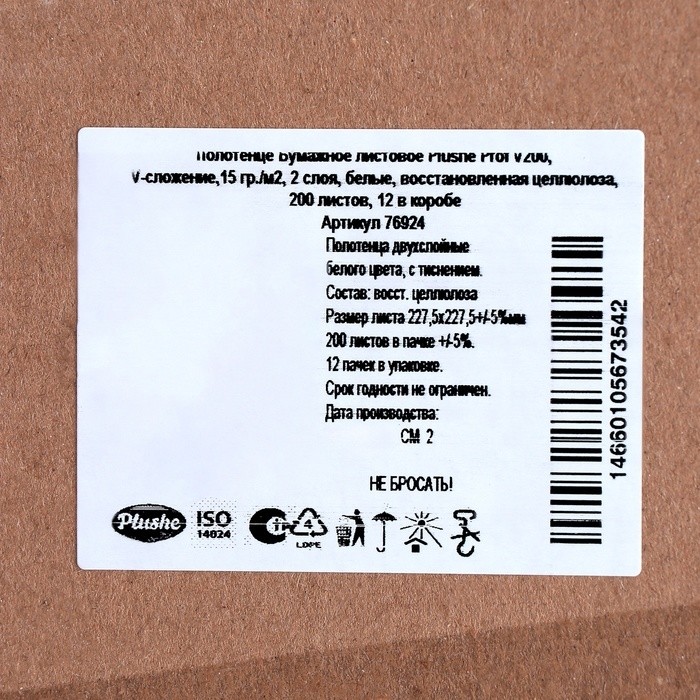 Полотенце Бумажное листовое Plushe Prof V200,
V-сложение,15 гр./м2, 2 слоя, белые, восстановленная целлюлоза,
200 листов, 12 в коробе
Артикул 76924
Полотенца двухслойные
белого цвета, с тиснением.
Состав: восст. целлюлоза
Размер листа 227,5х227,5+/-5%мм
200 листов в пачке +/-5%.
12 пачек в упаковке.
Срок годности не ограничен.
Дата производства:
СМ 2
НЕ БРОСАТЬ!
Plushe
ISO
14024
4
LDPE
14660105673542